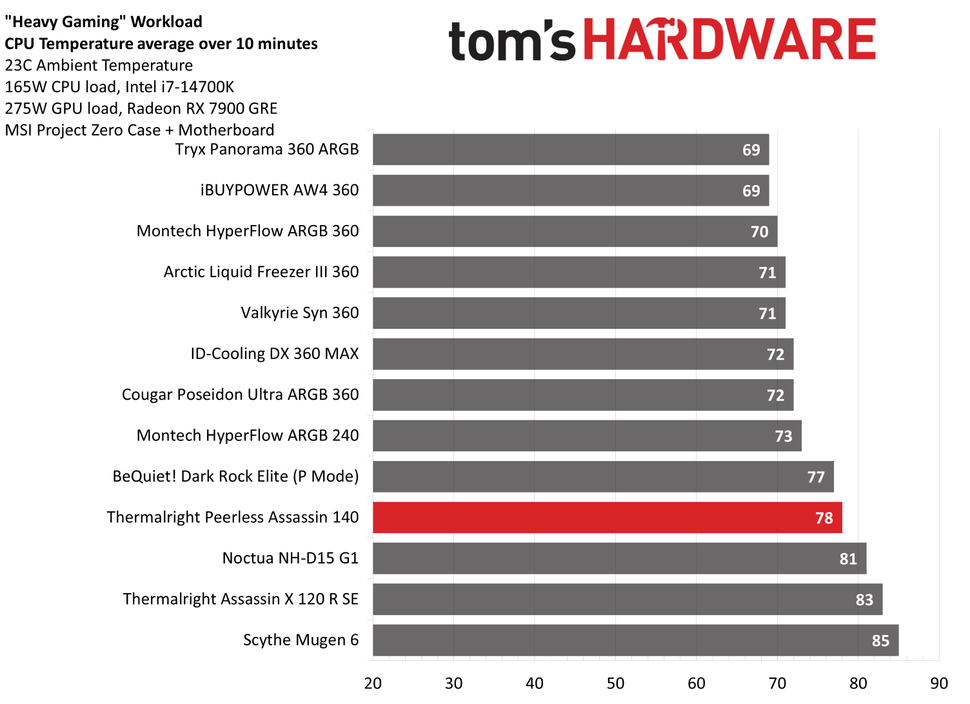 "Heavy Gaming" Workload
CPU Temperature average over 10 minutes
23C Ambient Temperature
165W CPU load, Intel i7-14700K
275W GPU load, Radeon RX 7900 GRE
MSI Project Zero Case + Motherboard
tom's HARDWARE
Tryx Panorama 360 ARGB 69
iBUYPOWER AW4 360 69
Montech HyperFlow ARGB 360 70
Arctic Liquid Freezer III 360 71
Valkyrie Syn 360 71
ID-Cooling DX 360 MAX 72
Cougar Poseidon Ultra ARGB 360 72
Montech HyperFlow ARGB 240 73
BeQuiet! Dark Rock Elite (P Mode) 77
Thermalright Peerless Assassin 140 78
Noctua NH-D15 G1 81
Thermalright Assassin X 120 R SE 83
Scythe Mugen 6 85
20 30 40 50 60 70 80 90